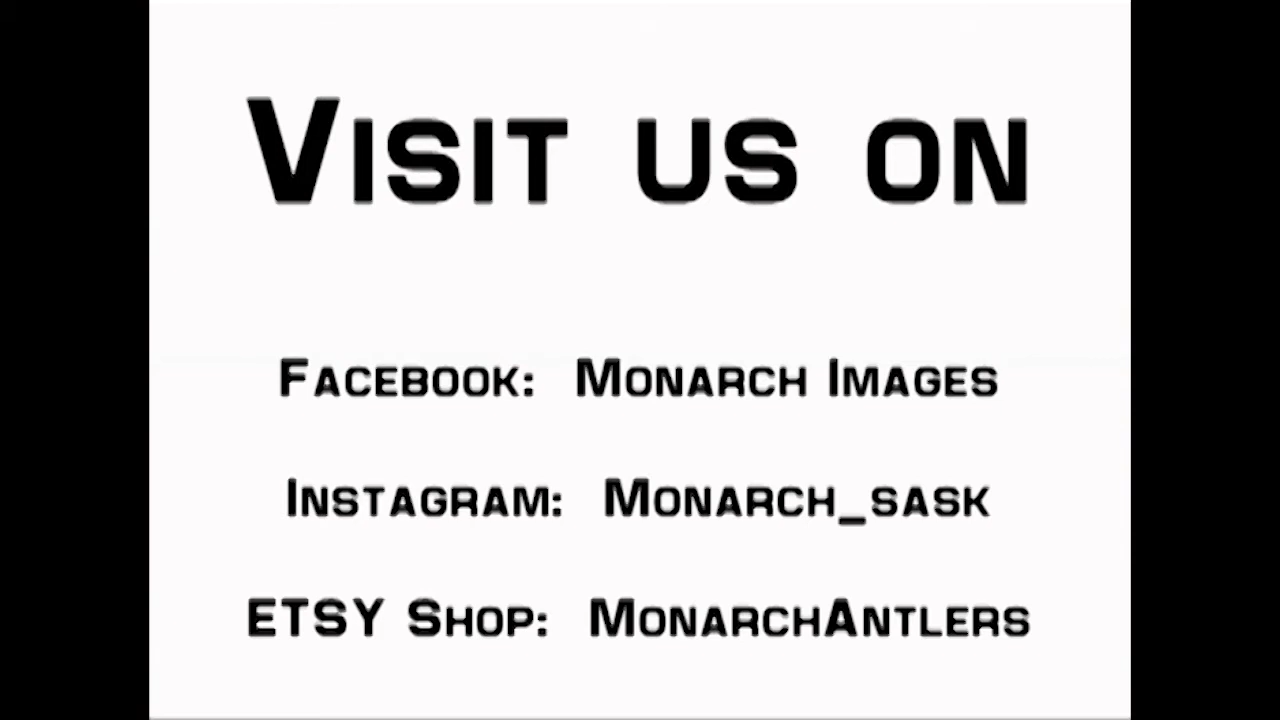 Visit us on
Facebook: Monarch Images
Instagram: Monarch_sask
ETSY Shop: MonarchAntlers